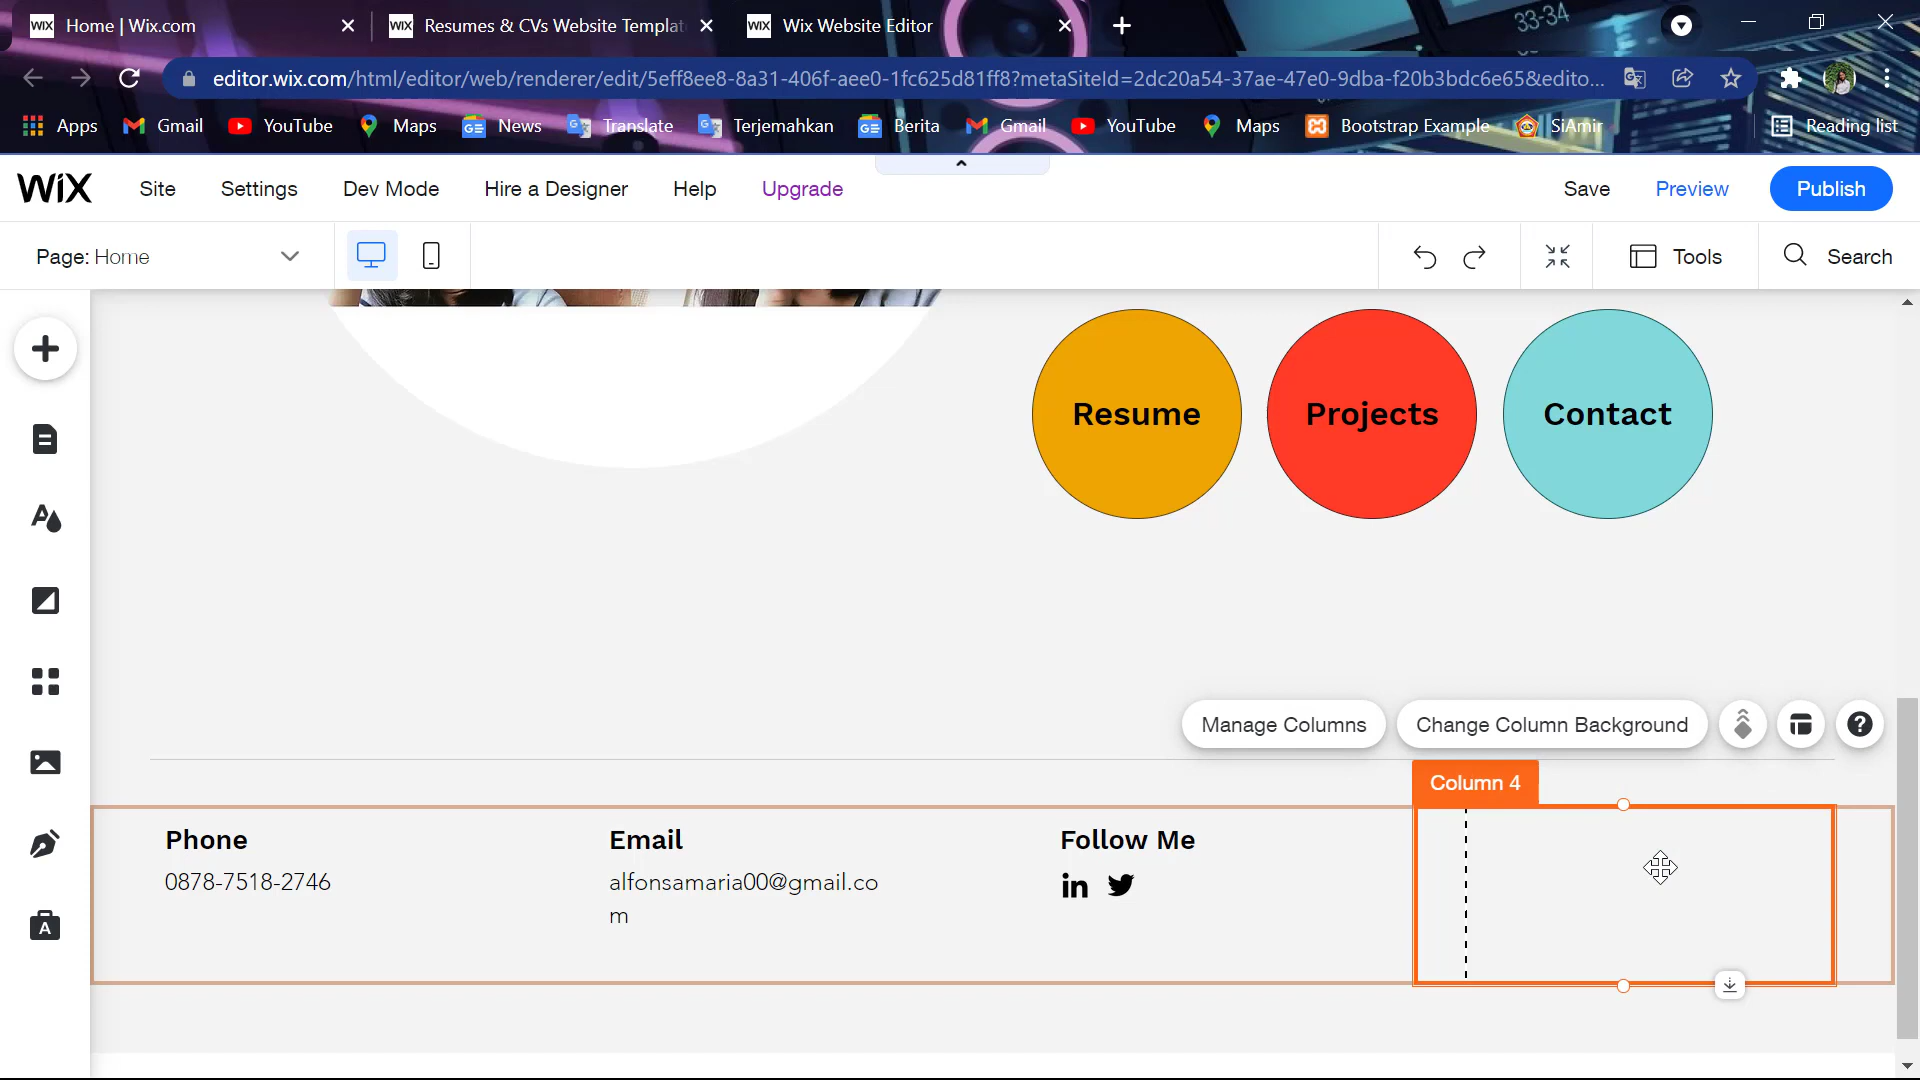 WiX Home | Wix.com
WiX Resumes & CVs Website Templat
WiX Wix Website Editor
33-34
editor.wix.com/html/editor/web/renderer/edit/5eff8ee8-8a31-406f-aee0-1fc625d81ff8?metaSiteId=2dc20a54-37ae-47e0-9dba-f20b3bdc6e65&edito...
Apps Gmail YouTube Maps News Translate Terjemahkan Berita Gmail YouTube Maps Bootstrap Example SiAmir Reading list
WiX Site Settings Dev Mode Hire a Designer Help Upgrade Save Preview Publish
Page: Home Tools Search
Resume Projects Contact
Manage Columns Change Column Background ?
Column 4
Phone
0878-7518-2746
Email
alfonsamaria00@gmail.co
m
Follow Me
in